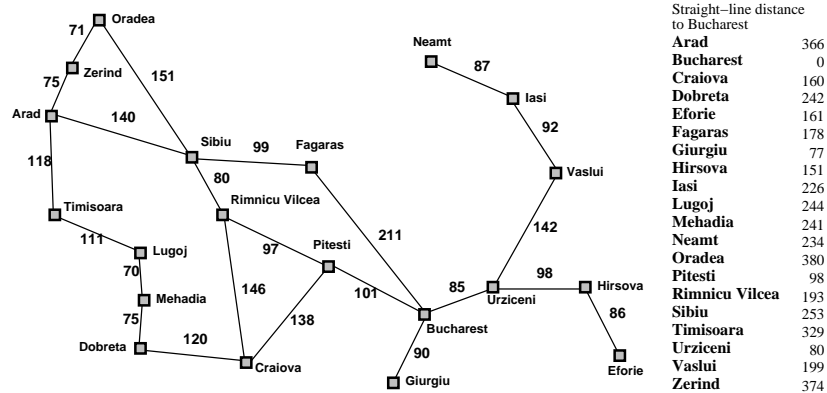 Oradea
71
Zerind
75
151
Arad
140
118
Sibiu
99
Fagaras
80
Rimnicu Vilcea
Timisoara
111
Lugoj
70
Mehadia
75
Dobreta
120
146
97
Pitesti
211
101
138
Craiova
Neamt
87
Iasi
92
Vaslui
142
85
98
Hirsova
Urziceni
86
Bucharest
90
Giurgiu
Eforie
Straight−line distance
to Bucharest
Arad 366
Bucharest 0
Craiova 160
Dobreta 242
Eforie 161
Fagaras 178
Giurgiu 77
Hirsova 151
Iasi 226
Lugoj 244
Mehadia 241
Neamt 234
Oradea 380
Pitesti 98
Rimnicu Vilcea 193
Sibiu 253
Timisoara 329
Urziceni 80
Vaslui 199
Zerind 374